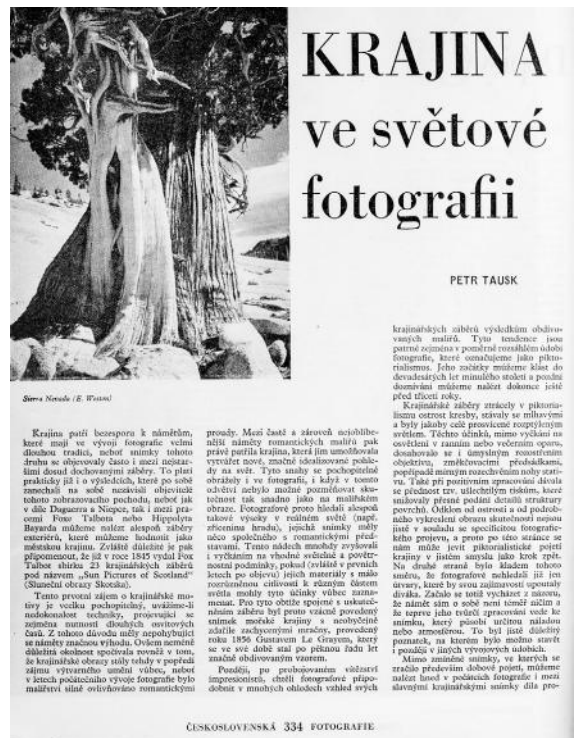 KRAJINA
ve světové
fotografii
PETR TAUSK
Sierra Nevada (E. Weston)
Krajina patří bezesporu k námětům,
které mají ve vývoji fotografie velmi
dlouhou tradici, neboť snímky tohoto
druhu se objevovaly často i mezi nejstar-
šími dosud dochovanými záběry. To platí
prakticky již i o výsledcích, které po sobě
zanechali na sobě nezávislí objevitelé
tohoto zobrazovacího pochodu, neboť jak
v díle Daguerra a Niepce, tak i mezi pra-
cemi Foxe Talbota nebo Hippolyta
Bayarda můžeme nalézt alespoň záběry
exteriérů, které můžeme hodnotit jako
městskou krajinu. Zvláště důležité je pak
připomenout, že již v roce 1845 vydal Fox
Talbot sbírku 23 krajinářských záběrů
pod názvem „Sun Pictures of Scotland“
(Sluneční obrazy Skotska).
Tento prvotní zájem o krajinářské mo-
tivy je vcelku pochopitelný, uvážíme-li
nedokonalost techniky, projevující se
zejména nutností dlouhých osvitových
časů. Z tohoto důvodu měly nepohybující
se náměty značnou výhodu. Ovšem neméně
důležitá okolnost spočívala rovněž v tom,
že krajinářské obrazy stály tehdy v popředí
zájmu výtvarného umění vůbec, neboť
v letech počátečního vývoje fotografie bylo
malířství silně ovlivňováno romantickými
proudy. Mezi časté a zároveň nejoblíbe-
nější náměty romantických malířů pak
právě patřila krajina, která jim umožňovala
vytvářet nové, značně idealizované pohle-
dy na svět. Tyto snahy se pochopitelně
obrážely i ve fotografii, i když v tomto
odvětví nebylo možné pozměňovat sku-
tečnost tak snadno jako na malířském
obraze. Fotografové proto hledali alespoň
takové výseky v reálném světě (např.
zříceninu hradu), jejichž snímky měly
něco společného s romantickými před-
stavami. Tento nádech mnohdy zvyšovali
i vyčkáním na vhodné světelné a povětr-
nostní podmínky, pokud (zvláště v prvních
letech po objevu) jejich materiály s málo
rozrůzněnou citlivostí k různým částem
světla mohly tyto účinky vůbec zazna-
menat. Pro tyto obtíže spojené s uskuteč-
něním záběru byl proto vzácně povedený
snímek mořské krajiny s neobyčejně
zdařile zachycenými mračny, provedený
roku 1856 Gustavem Le Grayem, který
se ve své době stal po pěknou řadu let
značně obdivovaným vzorem.
Později, po probojovaném vítězství
impresionistů, chtěli fotografové připo-
dobnit v mnohých ohledech vzhled svých
krajinářských záběrů výsledkům obdivo-
vaných malířů. Tyto tendence jsou
patrné zejména v poměrně rozsáhlém údobí
fotografie, které označujeme jako pikto-
rialismus. Jeho začátky můžeme klást do
devadesátých let minulého století a pozdní
doznívání můžeme nalézt dokonce ještě
před třiceti roky.
Krajinářské záběry ztrácely v piktoria-
lismu ostrost kresby, stávaly se mlhavými
a byly jakoby celé prosvícené rozptýleným
světlem. Těchto účinků, mimo vyčkání na
osvětlení v ranním nebo večerním oparu,
dosahovalo se i úmyslným rozostřením
objektivu, změkčovacími předsádkami,
popřípadě mírným rozechvěním nohy stati-
vu. Také při pozitivním zpracování dávala
se přednost tzv. ušlechtilým tiskům, které
snižovaly přesné podání detailů struktury
povrchů. Odklon od ostrosti a od podrob-
ného vykreslení obrazu skutečnosti nejsou
jistě v souladu se specifičností fotografic-
kého projevu, a proto po této stránce se
nám může jevit piktorialistické pojetí
krajiny v jistém smyslu jako krok zpět.
Na druhé straně bylo kladem tohoto
směru, že fotografové nehledali již jen
útvary, které by svou zajímavostí upoutaly
diváka. Začalo se totiž vycházet z názoru,
že námět sám o sobě není téměř ničím a
že teprve jeho tvůrčí zpracování vede ke
snímku, který působí určitou náladou
nebo atmosférou. To byl jistě důležitý
poznatek, na kterém bylo možno stavět
i později v jiných vývojových údobích.
Mimo zmíněné snímky, ve kterých se
zračilo především dobové pojetí, můžeme
nalézt hned v počátcích fotografie i mezi
slavnými krajinářskými snímky díla pro-
ČESKOSLOVENSKÁ 334 FOTOGRAFIE